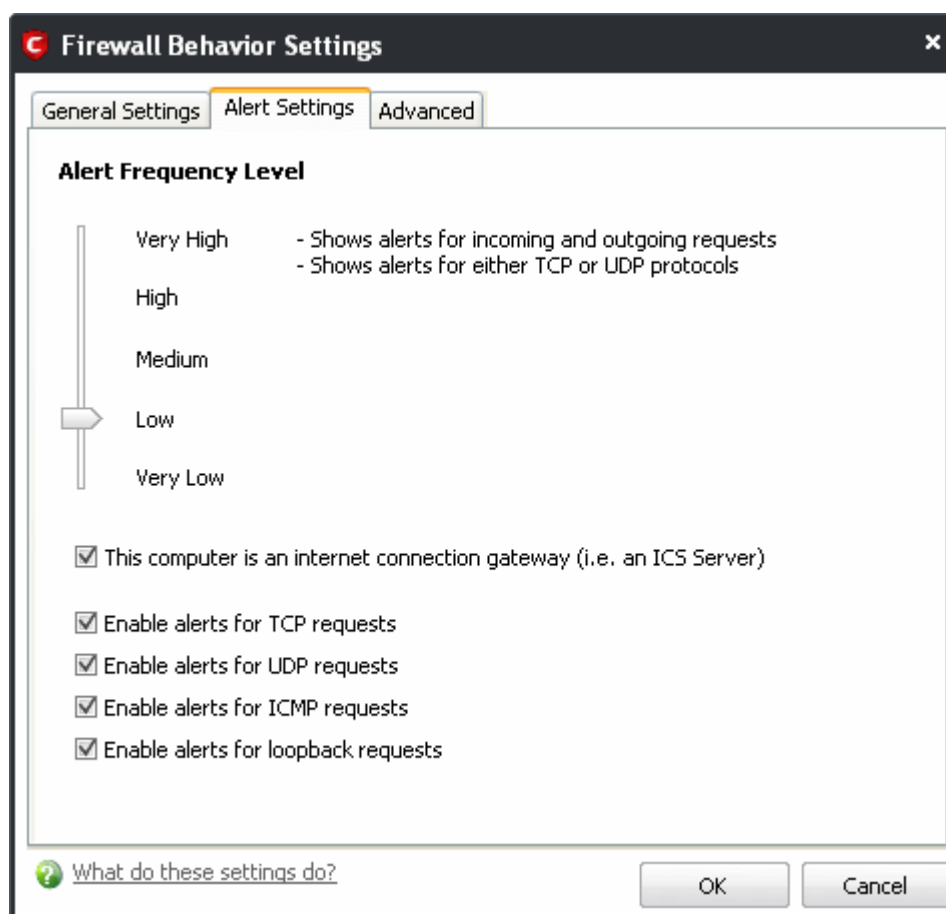 Firewall Behavior Settings
General Settings
Alert Settings
Advanced
Alert Frequency Level
Very High
- Shows alerts for incoming and outgoing requests
- Shows alerts for either TCP or UDP protocols
High
Medium
Low
Very Low
This computer is an internet connection gateway (i.e. an ICS Server)
Enable alerts for TCP requests
Enable alerts for UDP requests
Enable alerts for ICMP requests
Enable alerts for loopback requests
What do these settings do?
OK
Cancel